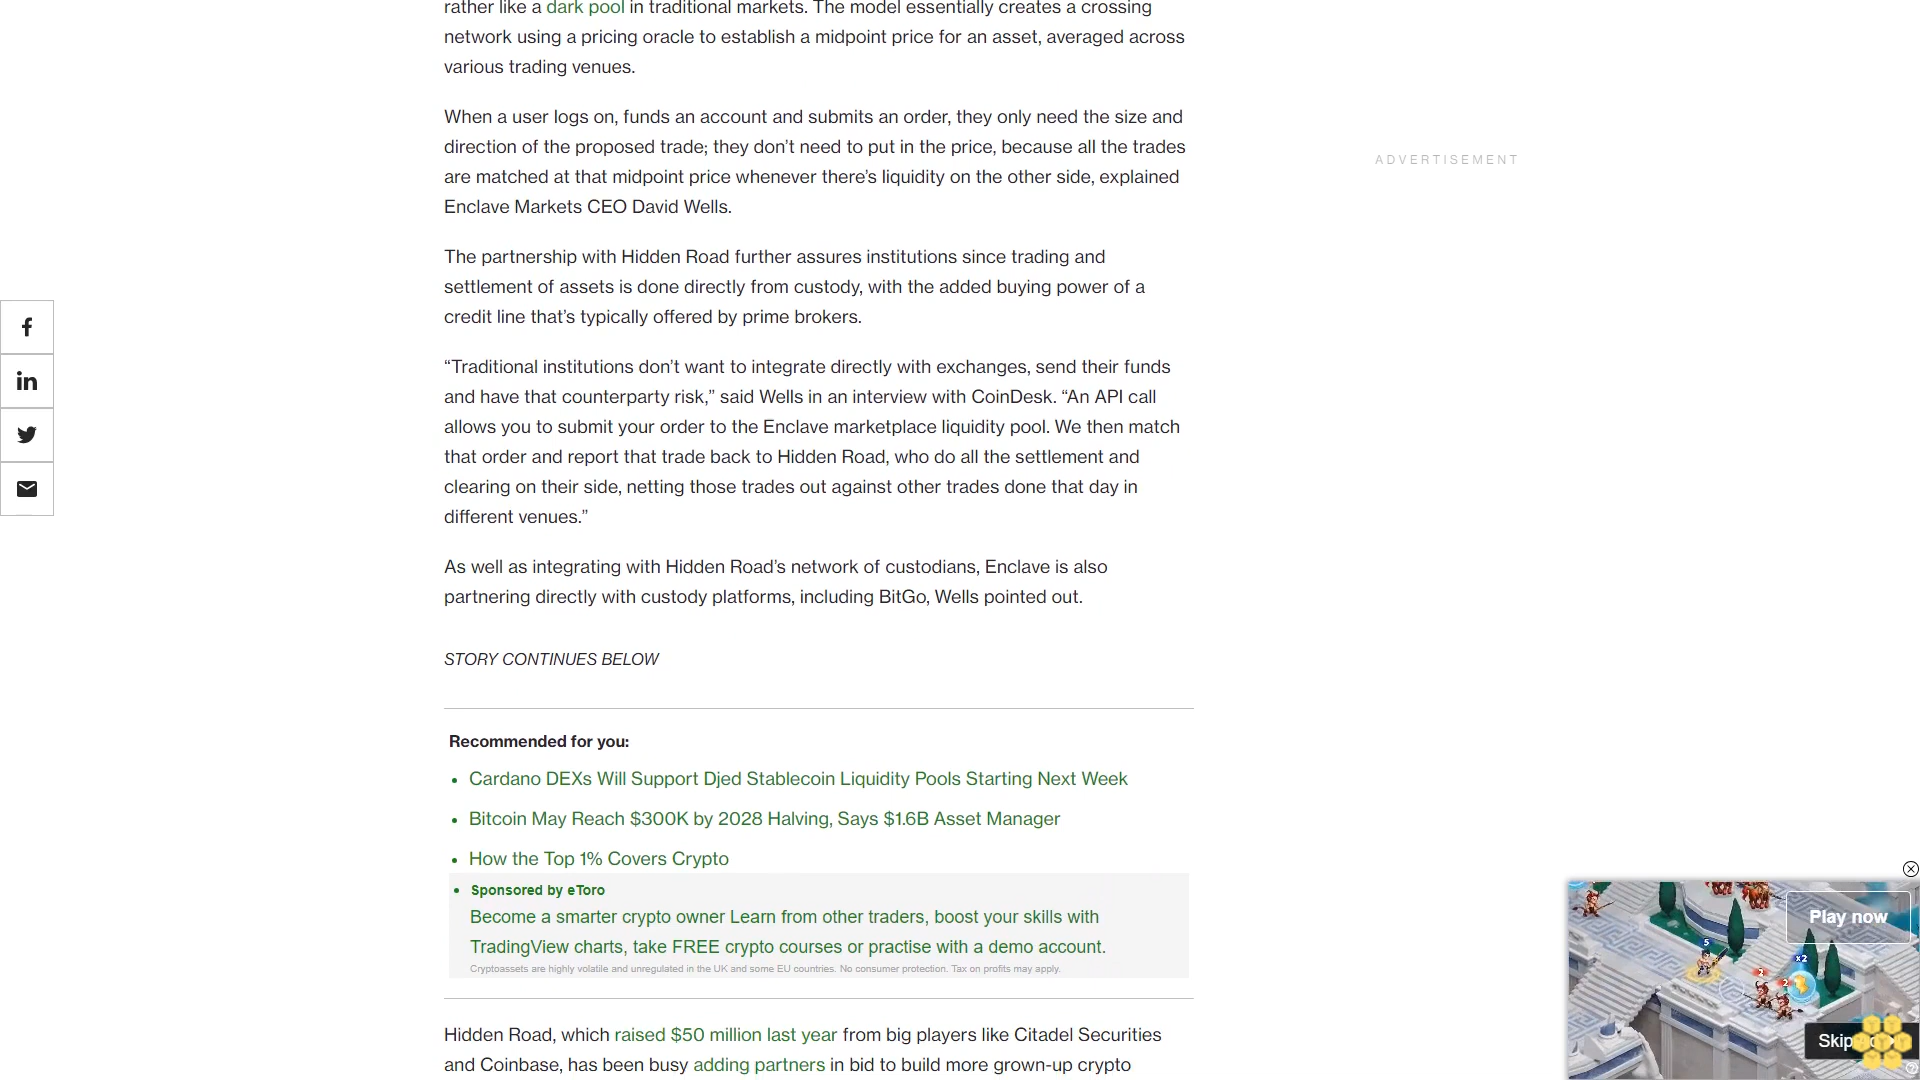 rather like a dark pool in traditional markets. The model essentially creates a crossing
network using a pricing oracle to establish a midpoint price for an asset, averaged across
various trading venues.
When a user logs on, funds an account and submits an order, they only need the size and
direction of the proposed trade; they don’t need to put in the price, because all the trades
are matched at that midpoint price whenever there’s liquidity on the other side, explained
Enclave Markets CEO David Wells.
ADVERTISEMENT
The partnership with Hidden Road further assures institutions since trading and
settlement of assets is done directly from custody, with the added buying power of a
credit line that’s typically offered by prime brokers.
“Traditional institutions don’t want to integrate directly with exchanges, send their funds
and have that counterparty risk,” said Wells in an interview with CoinDesk. “An API call
allows you to submit your order to the Enclave marketplace liquidity pool. We then match
that order and report that trade back to Hidden Road, who do all the settlement and
clearing on their side, netting those trades out against other trades done that day in
different venues.”
As well as integrating with Hidden Road’s network of custodians, Enclave is also
partnering directly with custody platforms, including BitGo, Wells pointed out.
STORY CONTINUES BELOW
Recommended for you:
• Cardano DEXs Will Support Djed Stablecoin Liquidity Pools Starting Next Week
• Bitcoin May Reach $300K by 2028 Halving, Says $1.6B Asset Manager
• How the Top 1% Covers Crypto
• Sponsored by eToro
Become a smarter crypto owner Learn from other traders, boost your skills with
TradingView charts, take FREE crypto courses or practise with a demo account.
Cryptoassets are highly volatile and unregulated in the UK and some EU countries. No consumer protection. Tax on profits may apply.
Hidden Road, which raised $50 million last year from big players like Citadel Securities
and Coinbase, has been busy adding partners in bid to build more grown-up crypto
Play now
5
x2
2
2
Skip